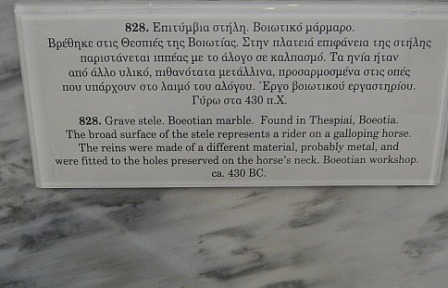 828. Επιτύμβια στήλη. Βοιωτικό μάρμαρο.
Βρέθηκε στις Θεσπιές της Βοιωτίας. Στην πλατειά επιφάνεια της στήλης
παριστάνεται ιππέας με το άλογο σε καλπασμό. Τα ηνία ήταν
από άλλο υλικό, πιθανότατα μετάλλινα, προσαρμοσμένα στις οπές
που υπάρχουν στο λαιμό του αλόγου. Έργο βοιωτικού εργαστηρίου.
Γύρω στα 430 π.Χ.
828. Grave stele. Boeotian marble. Found in Thespiai, Boeotia.
The broad surface of the stele represents a rider on a galloping horse.
The reins were made of a different material, probably metal, and
were fitted to the holes preserved on the horse's neck. Boeotian workshop.
ca. 430 BC.